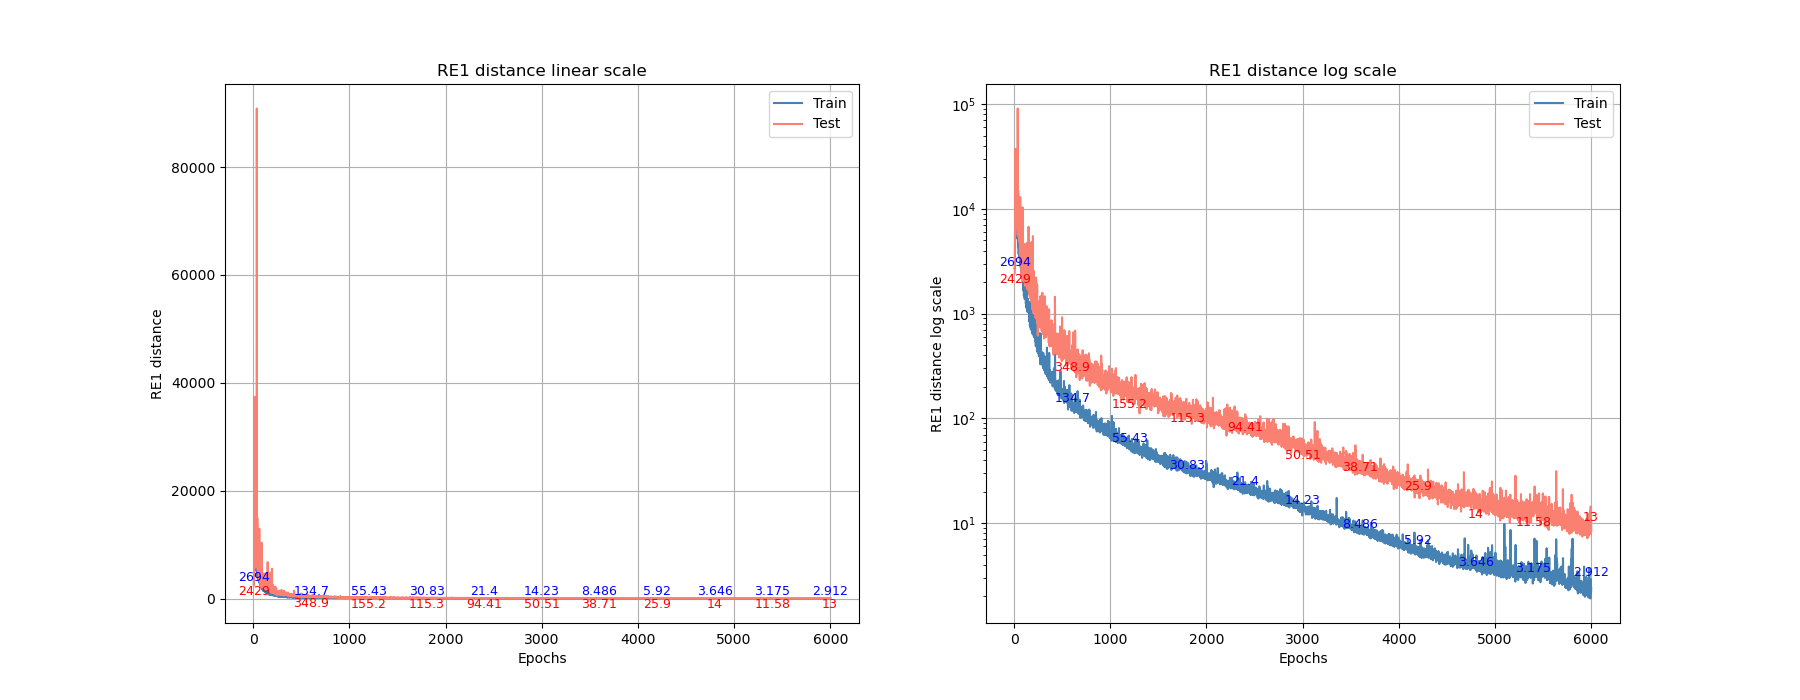 RE1 distance linear scale
Train
Test
80000
60000
40000
20000
0
RE1 distance
2694 134.7 55.43 30.83 21.4 14.23 8.486 5.92 3.646 3.175 2.912
2429 348.9 155.2 115.3 94.41 50.51 38.71 25.9 14 11.58 13
0 1000 2000 3000 4000 5000 6000
Epochs
RE1 distance log scale
Train
Test
10^5
10^4
10^3
10^2
10^1
RE1 distance log scale
2694 134.7 55.43 30.83 21.4 14.23 8.486 5.92 3.646 3.175 2.912
2429 348.9 155.2 115.3 94.41 50.51 38.71 25.9 14 11.58 13
0 1000 2000 3000 4000 5000 6000
Epochs